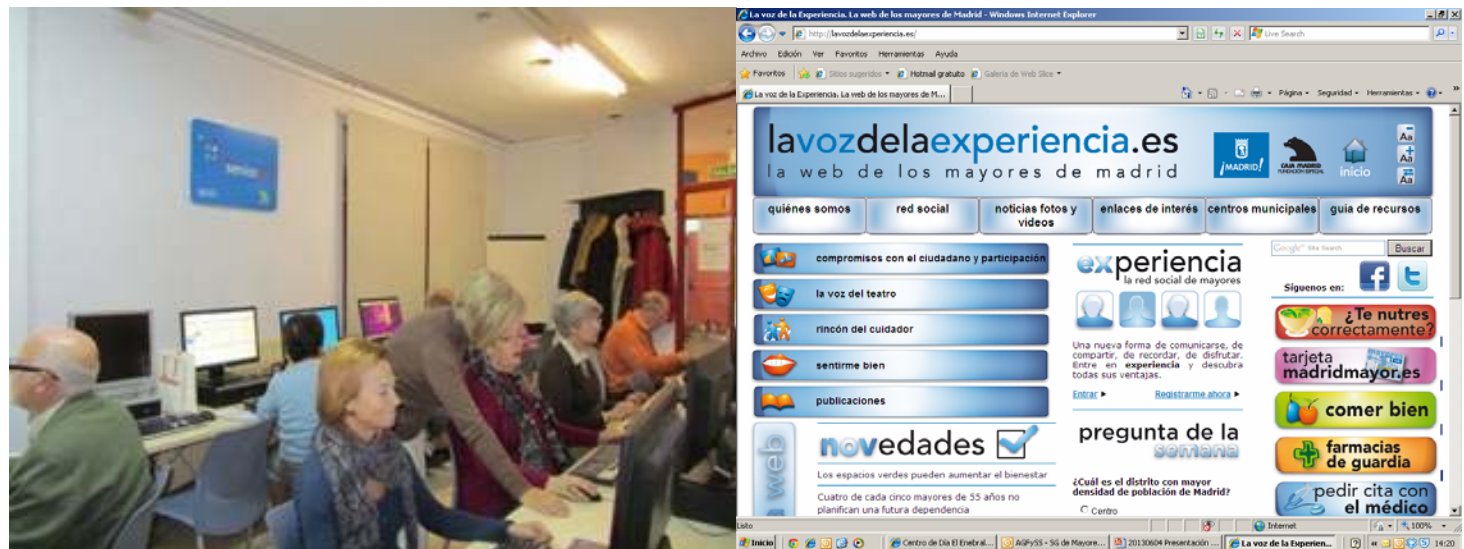 La voz de la Experiencia. La web de los mayores de Madrid - Windows Internet Explorer
http://lavozdelaexperiencia.es/
Live Search
Archivo Edición Ver Favoritos Herramientas Ayuda
Favoritos Sitios sugeridos Hotmail gratuito Galería de Web Slice
La voz de la Experiencia. La web de los mayores de M...
Página Seguridad Herramientas
lavozdelaexperiencia.es
la web de los mayores de madrid
¡MADRID!
CAJA MADRID
inicio
Aa
Aa
Aa
quiénes somos
red social
noticias fotos y
videos
enlaces de interés
centros municipales
guia de recursos
compromisos con el ciudadano y participación
la voz del teatro
rincón del cuidador
sentirme bien
publicaciones
a web
novedades
Los espacios verdes pueden aumentar el bienestar
Cuatro de cada cinco mayores de 55 años no
planifican una futura dependencia
experiencia
la red social de mayores
Una nueva forma de comunicarse, de
compartir, de recordar, de disfrutar.
Entre en experiencia y descubra
todas sus ventajas.
Entrar
Registrarme ahora
pregunta de la
semana
¿Cuál es el distrito con mayor
densidad de población de Madrid?
Centro
Google Site Search
Buscar
Síguenos en:
¿Te nutres
correctamente?
tarjeta
madridmayor.es
comer bien
farmacias
de guardia
pedir cita con
el médico
Listo
Internet
100%
Inicio
Centro de Día El Enebral...
AGFySS - SG de Mayore...
20130604 Presentación ...
La voz de la Experien...
14:20